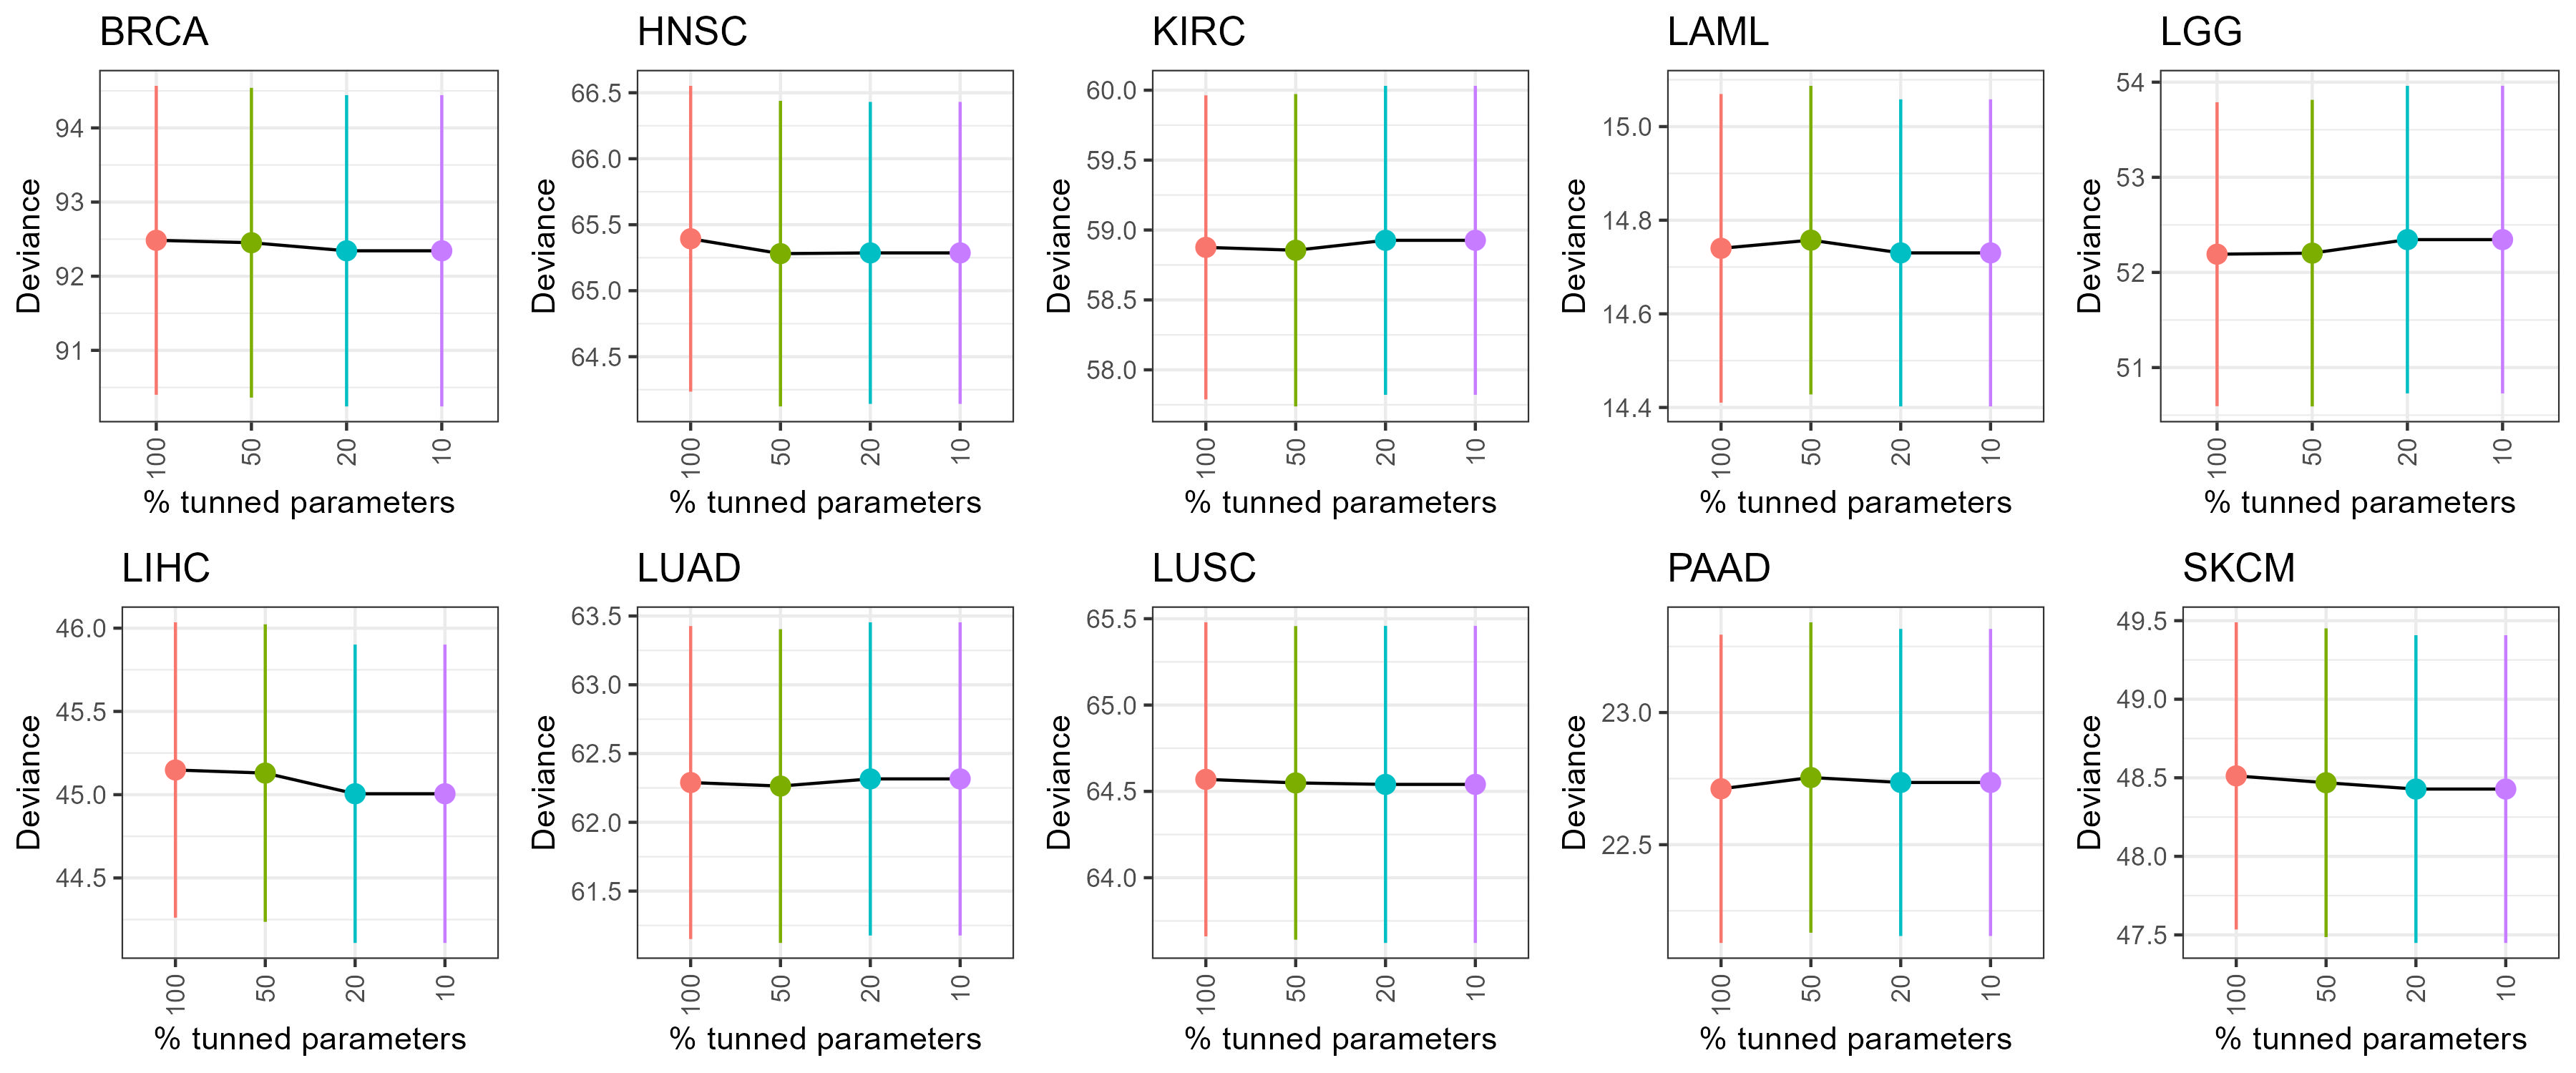 BRCA
94
93
92
91
Deviance
100
50
20
10
% tunned parameters
HNSC
66.5
66.0
65.5
65.0
64.5
Deviance
100
50
20
10
% tunned parameters
KIRC
60.0
59.5
59.0
58.5
58.0
Deviance
100
50
20
10
% tunned parameters
LAML
15.0
14.8
14.6
14.4
Deviance
100
50
20
10
% tunned parameters
LGG
54
53
52
51
Deviance
100
50
20
10
% tunned parameters
LIHC
46.0
45.5
45.0
44.5
Deviance
100
50
20
10
% tunned parameters
LUAD
63.5
63.0
62.5
62.0
61.5
Deviance
100
50
20
10
% tunned parameters
LUSC
65.5
65.0
64.5
64.0
Deviance
100
50
20
10
% tunned parameters
PAAD
23.0
22.5
Deviance
100
50
20
10
% tunned parameters
SKCM
49.5
49.0
48.5
48.0
47.5
Deviance
100
50
20
10
% tunned parameters